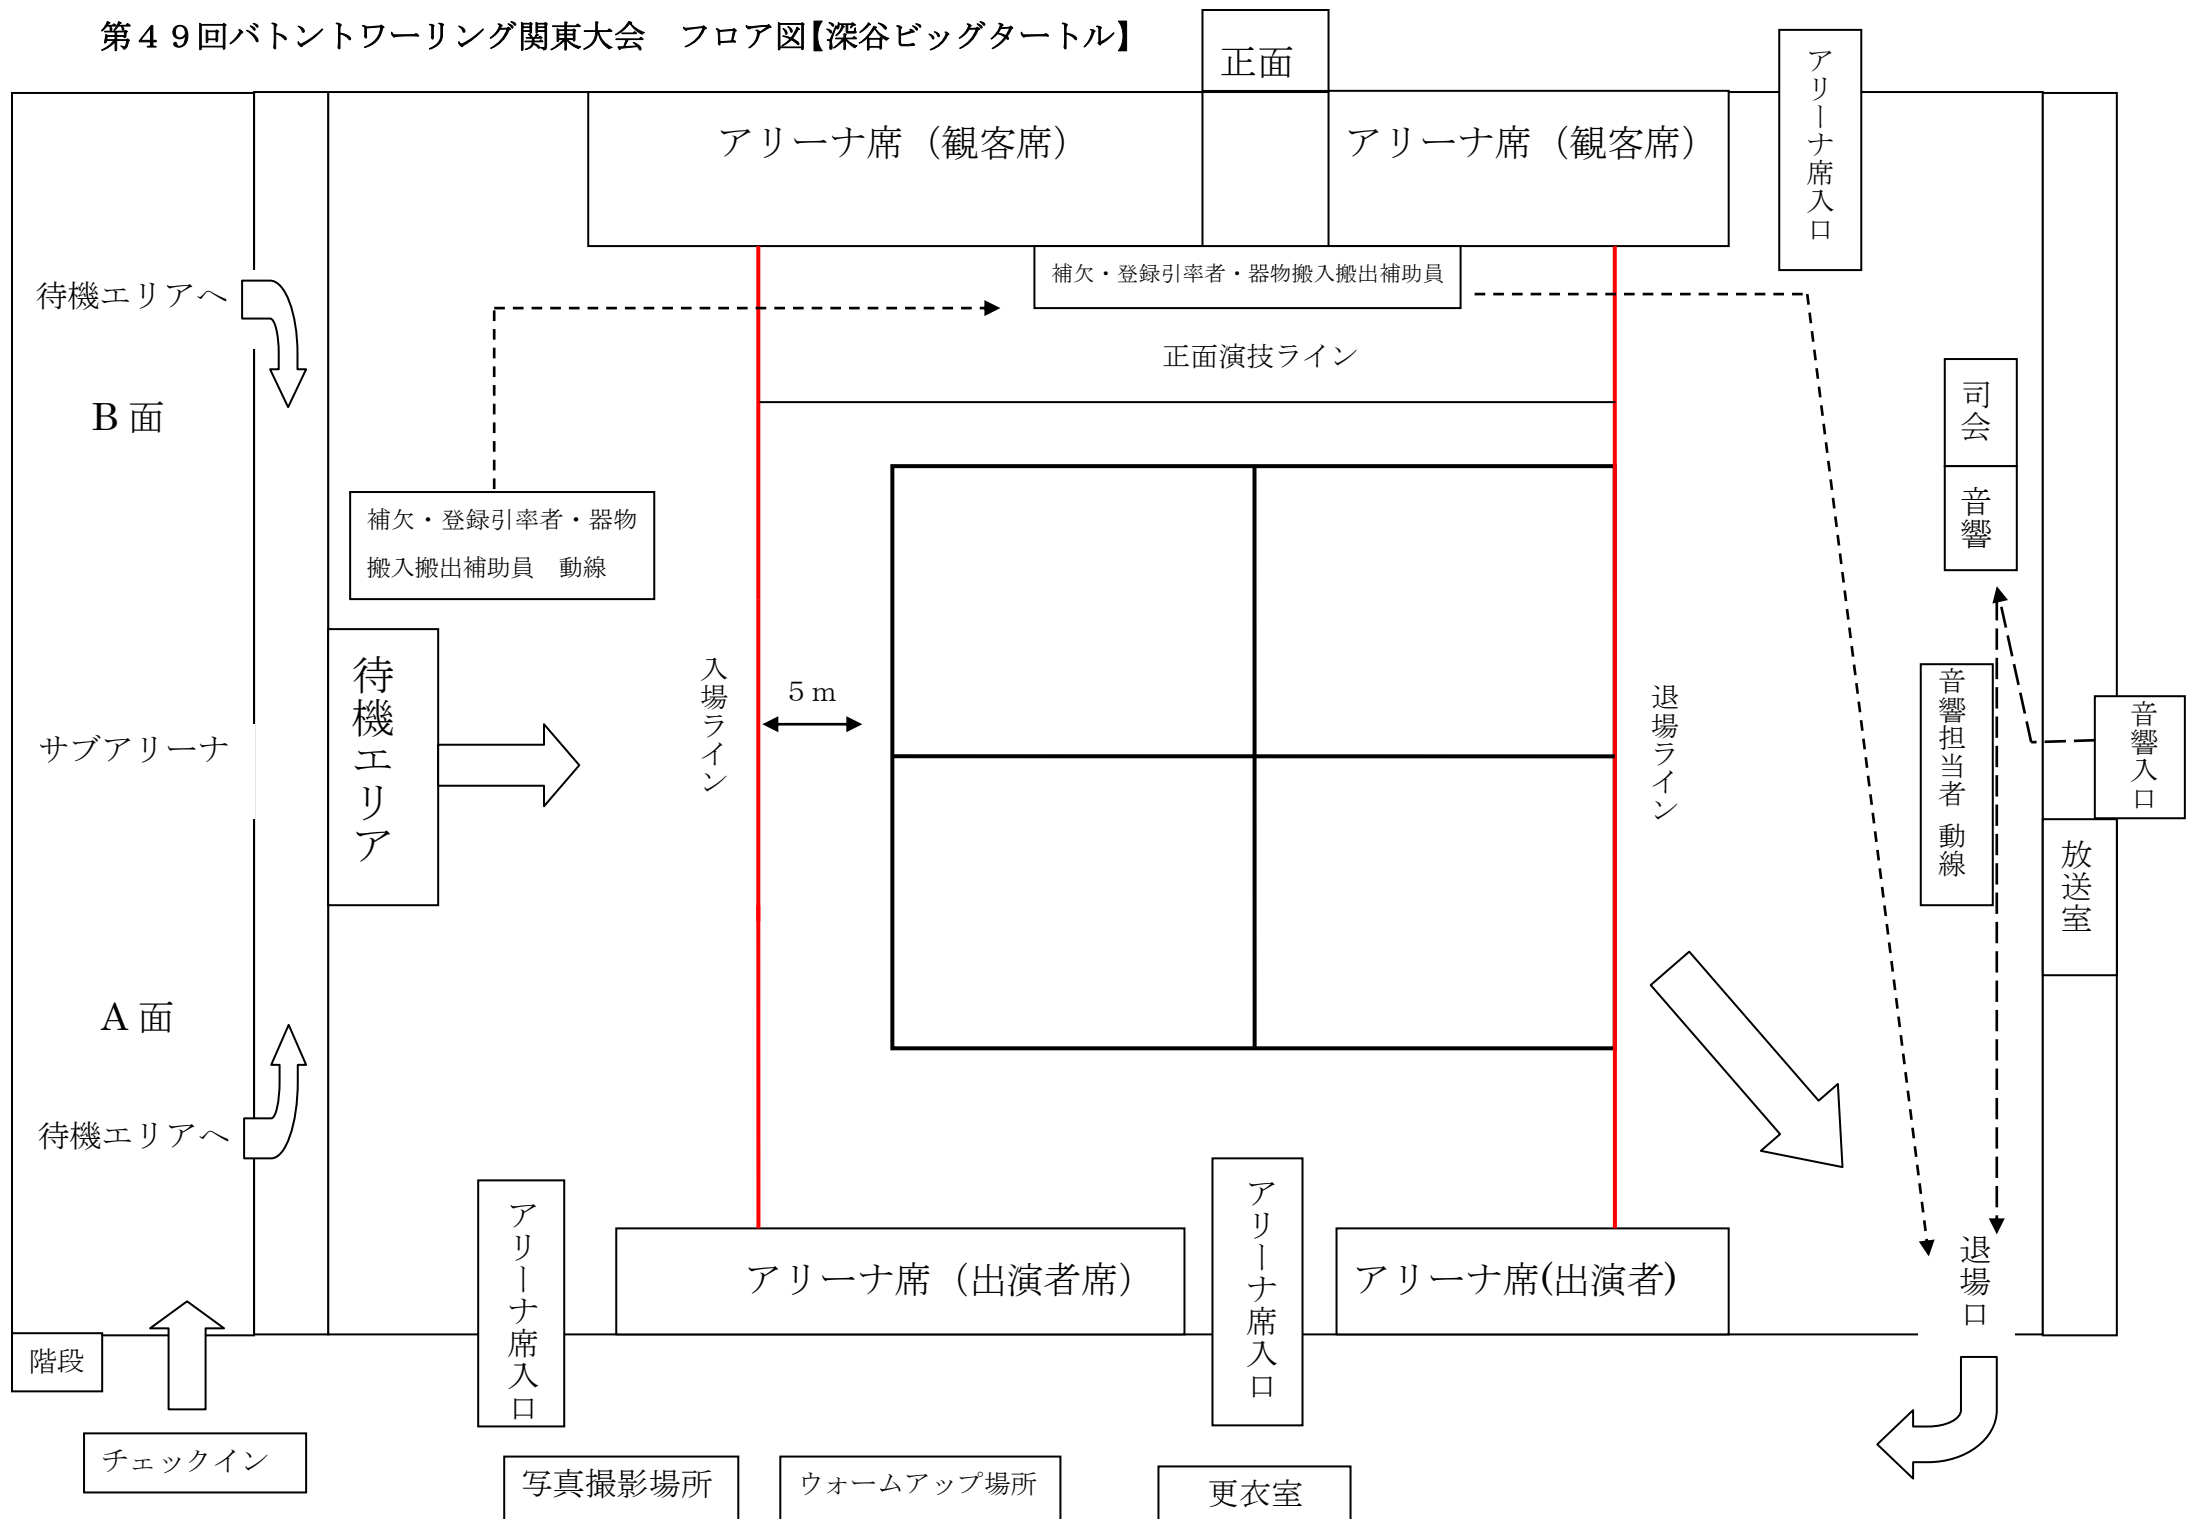 第４９回バトントワーリング関東大会　フロア図【深谷ビッグタートル】
正面
アリーナ席（観客席）
アリーナ席（観客席）
アリーナ席入口
補欠・登録引率者・器物搬入搬出補助員
待機エリアへ
正面演技ライン
B 面
司会
音響
補欠・登録引率者・器物
搬入搬出補助員　動線
待機エリア
入場ライン
５ｍ
退場ライン
音響担当者 動線
音響入口
サブアリーナ
放送室
A 面
待機エリアへ
アリーナ席入口
アリーナ席（出演者席）
アリーナ席入口
アリーナ席(出演者)
退場口
階段
チェックイン
写真撮影場所
ウォームアップ場所
更衣室